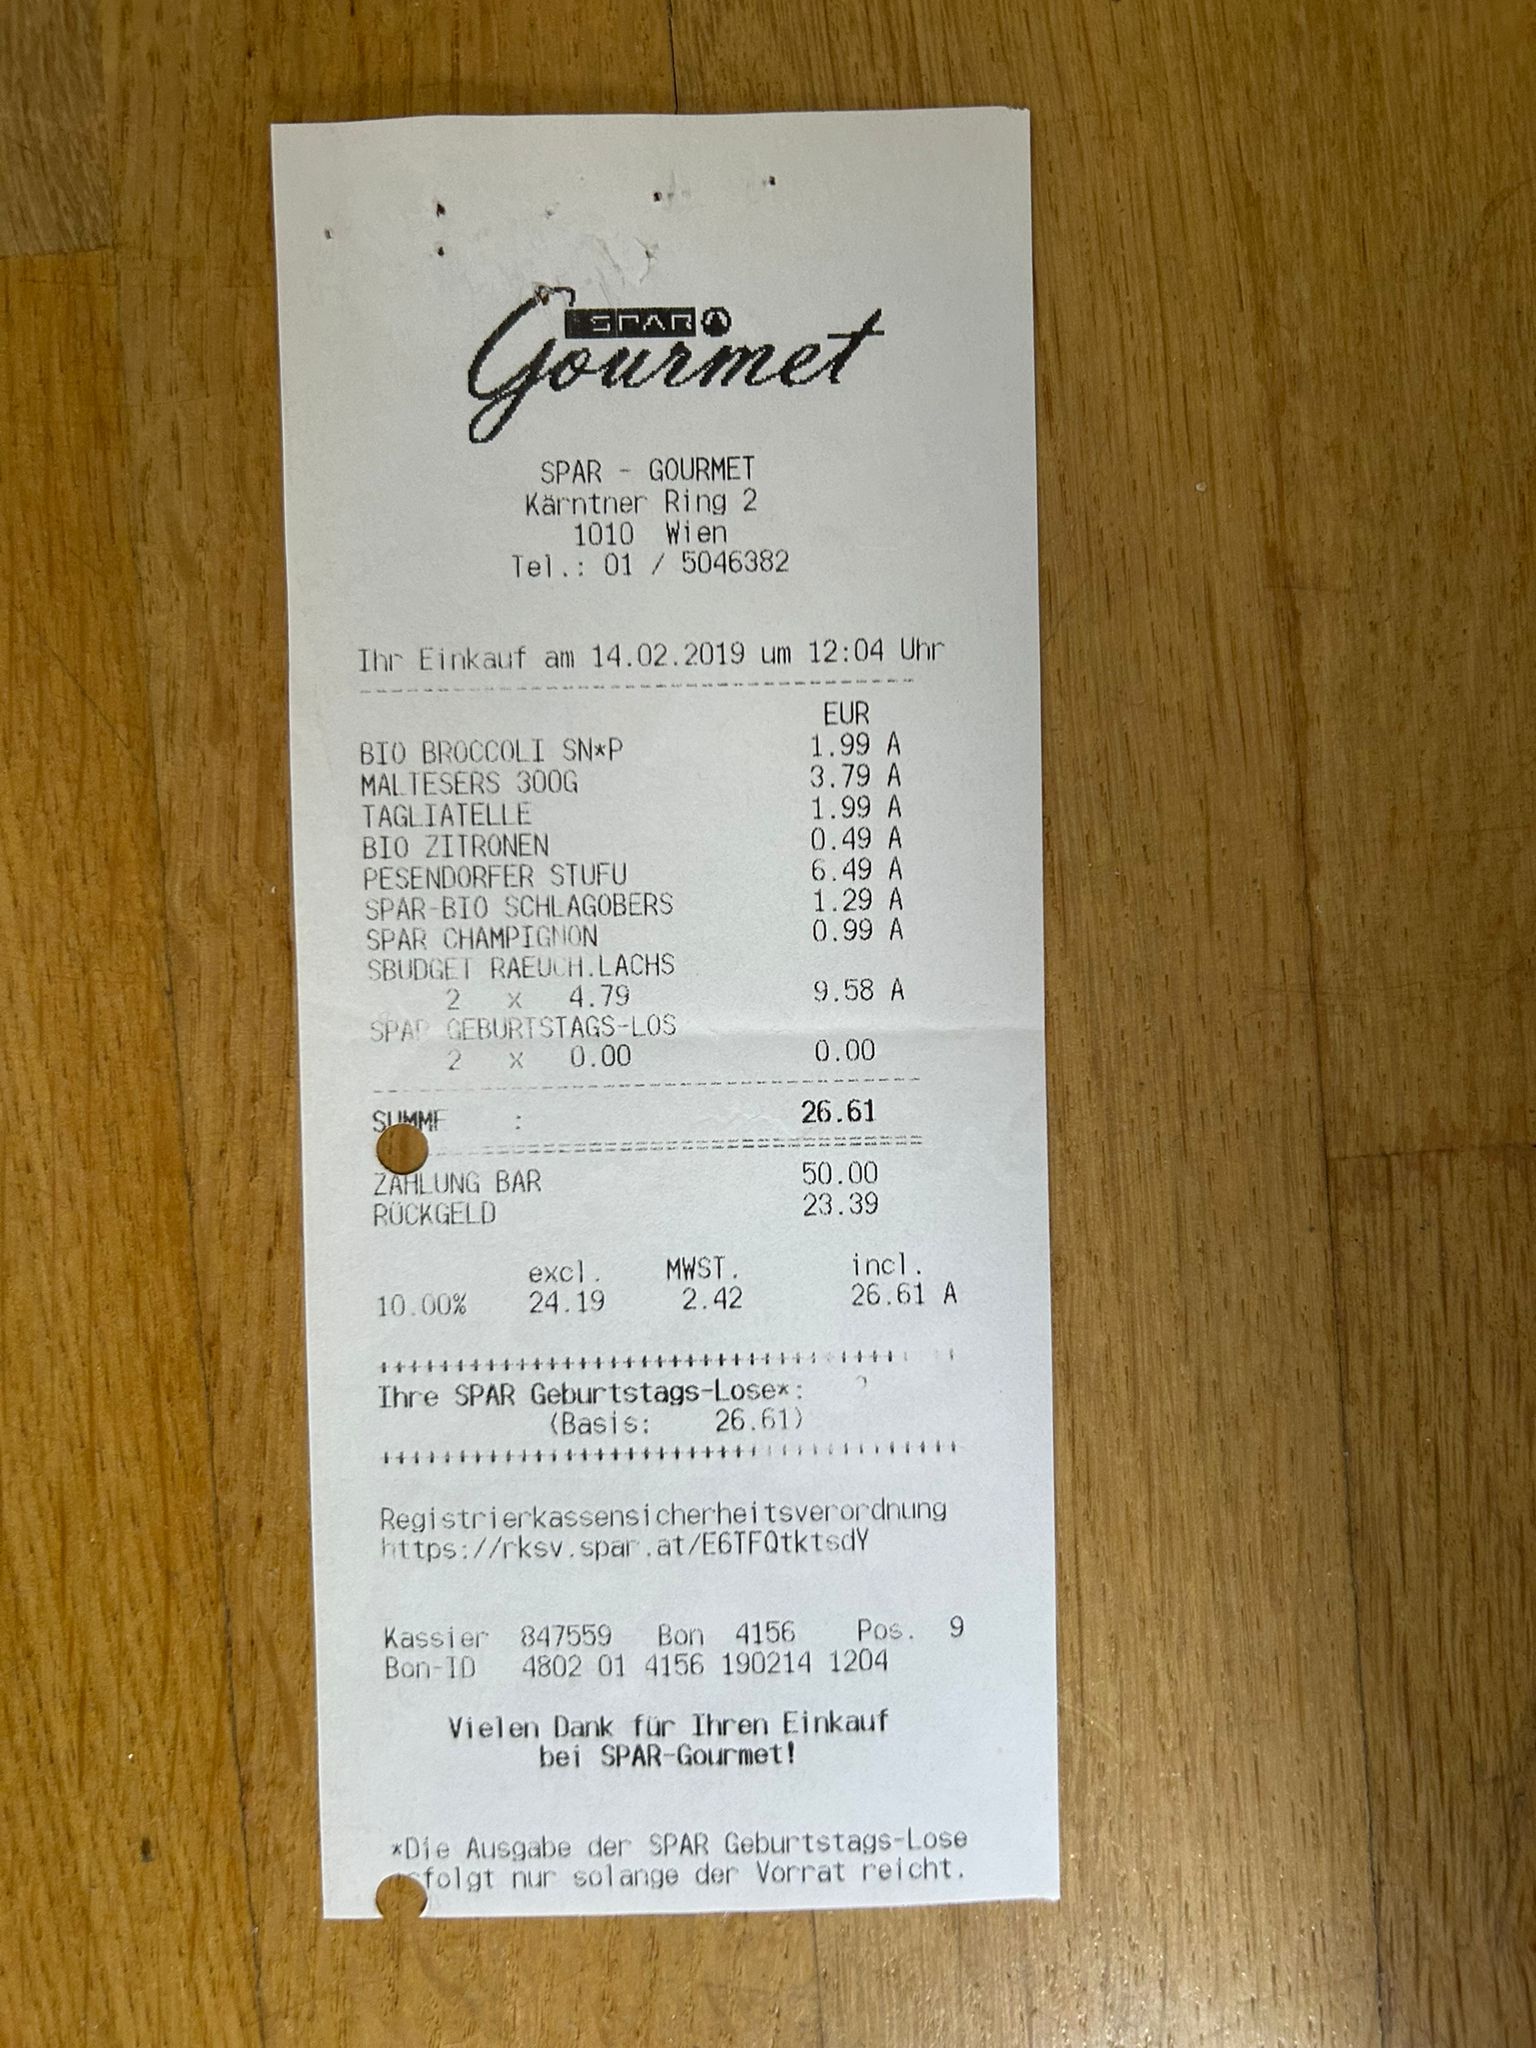 SPAR
Gourmet
SPAR - GOURMET
Kärntner Ring 2
1010 Wien
Tel.: 01 / 5046382
Ihr Einkauf am 14.02.2019 um 12:04 Uhr
EUR
BIO BROCCOLI SN*P 1.99 A
MALTESERS 300G 3.79 A
TAGLIATELLE 1.99 A
BIO ZITRONEN 0.49 A
PESENDORFER STUFU 6.49 A
SPAR-BIO SCHLAGOBERS 1.29 A
SPAR CHAMPIGNON 0.99 A
SBUDGET RAEUCH.LACHS
2 x 4.79 9.58 A
SPAR GEBURTSTAGS-LOS
2 x 0.00 0.00
SUMME : 26.61
ZAHLUNG BAR 50.00
RÜCKGELD 23.39
excl. MWST. incl.
10.00% 24.19 2.42 26.61 A
Ihre SPAR Geburtstags-Lose*:
(Basis: 26.61)
Registrierkassensicherheitsverordnung
https://rksv.spar.at/E6TFQtktsdY
Kassier 847559 Bon 4156 Pos. 9
Bon-ID 4802 01 4156 190214 1204
Vielen Dank für Ihren Einkauf
bei SPAR-Gourmet!
*Die Ausgabe der SPAR Geburtstags-Lose
erfolgt nur solange der Vorrat reicht.